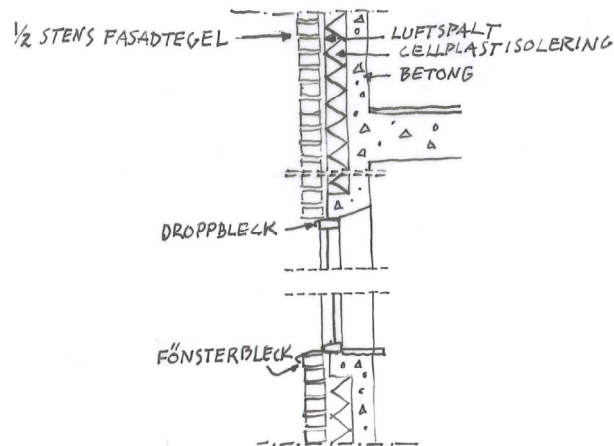 ½ STENS FASADTEGEL
LUFTSPALT
CELLPLASTISOLERING
BETONG
DROPPBLECK
FÖNSTERBLECK